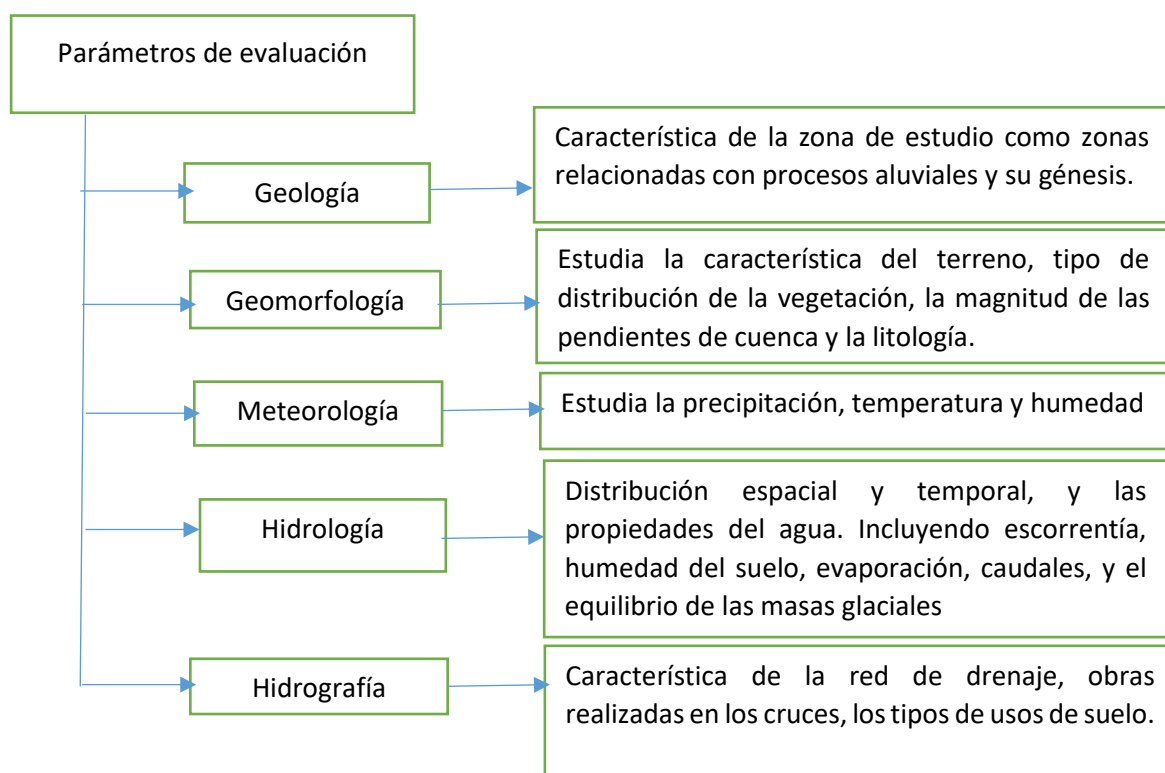 Parámetros de evaluación
Geología
Característica de la zona de estudio como zonas
relacionadas con procesos aluviales y su génesis.
Geomorfología
Estudia la característica del terreno, tipo de
distribución de la vegetación, la magnitud de las
pendientes de cuenca y la litología.
Meteorología
Estudia la precipitación, temperatura y humedad
Hidrología
Distribución espacial y temporal, y las
propiedades del agua. Incluyendo escorrentía,
humedad del suelo, evaporación, caudales, y el
equilibrio de las masas glaciales
Hidrografía
Característica de la red de drenaje, obras
realizadas en los cruces, los tipos de usos de suelo.